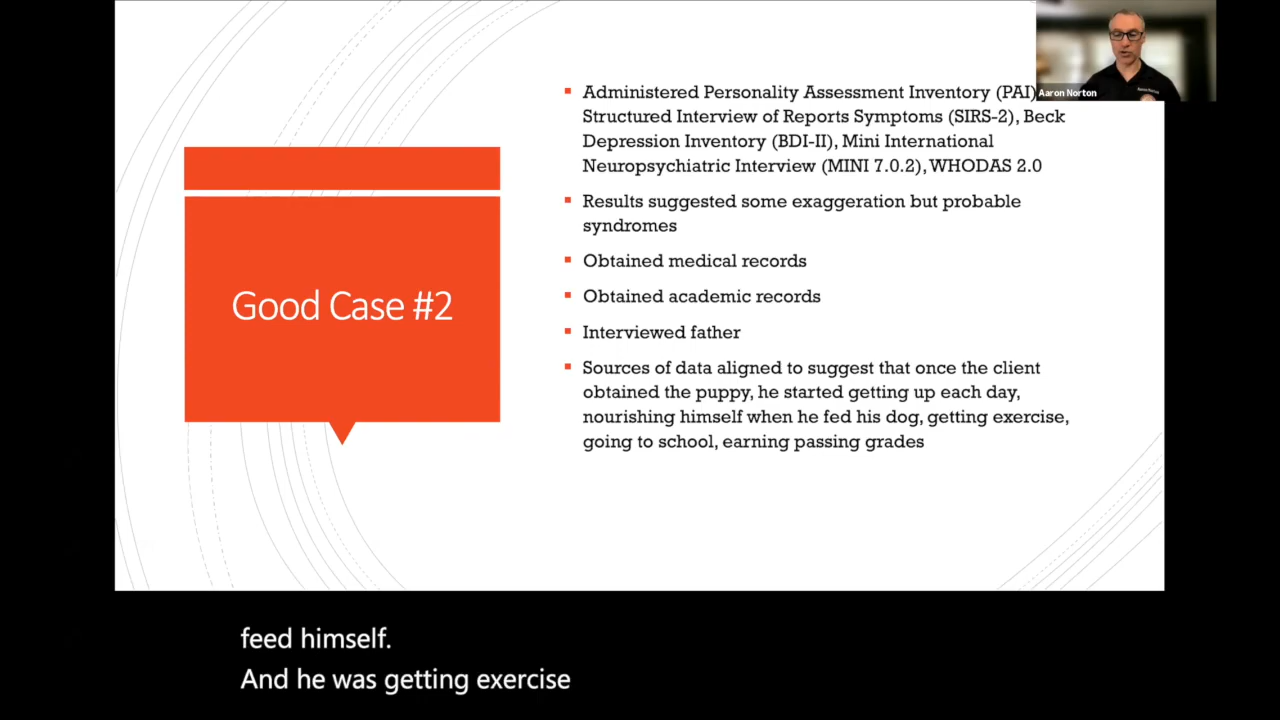 Administered Personality Assessment Inventory (PAI)
Structured Interview of Reports Symptoms (SIRS-2), Beck
Depression Inventory (BDI-II), Mini International
Neuropsychiatric Interview (MINI 7.0.2), WHODAS 2.0
Results suggested some exaggeration but probable
syndromes
Obtained medical records
Obtained academic records
Interviewed father
Sources of data aligned to suggest that once the client
obtained the puppy, he started getting up each day,
nourishing himself when he fed his dog, getting exercise,
going to school, earning passing grades
Good Case #2
Aaron Norton
feed himself.
And he was getting exercise